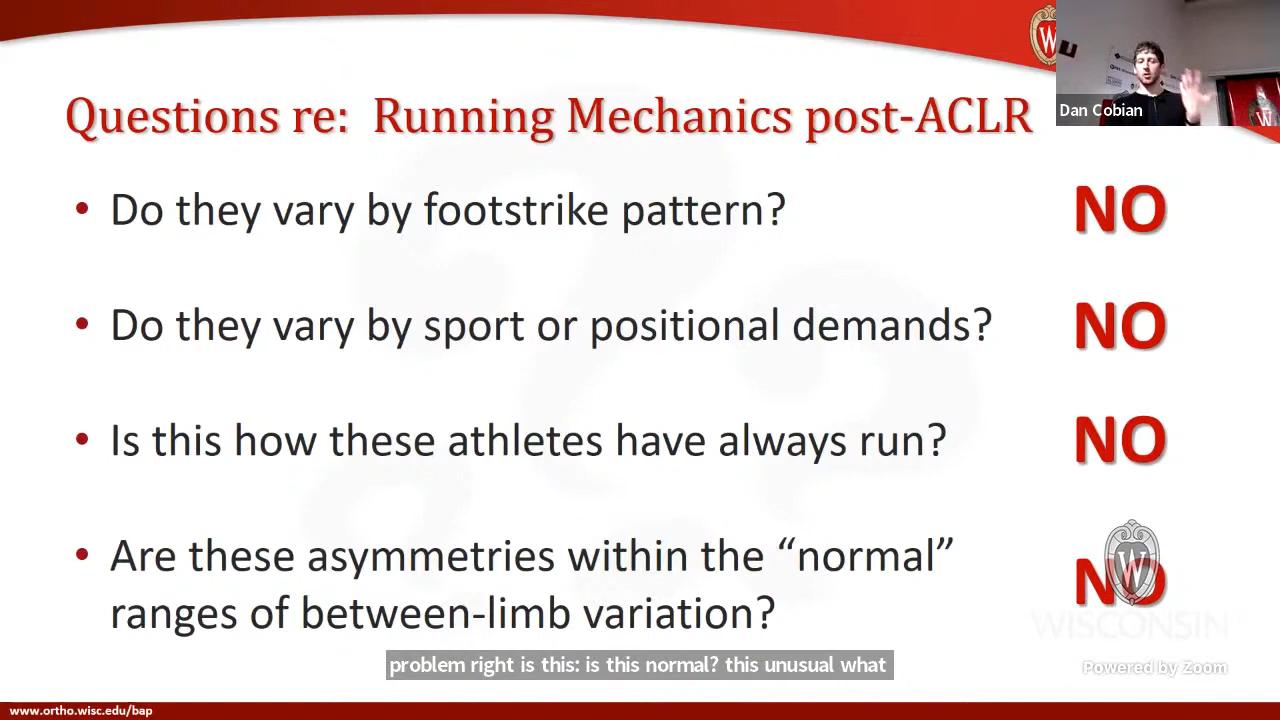 W
Dan Cobian
Questions re: Running Mechanics post-ACLR
• Do they vary by footstrike pattern? NO
• Do they vary by sport or positional demands? NO
• Is this how these athletes have always run? NO
• Are these asymmetries within the “normal”
ranges of between-limb variation? NO
W
WISCONSIN
problem right is this: is this normal? this unusual what
Powered by Zoom
www.ortho.wisc.edu/bap